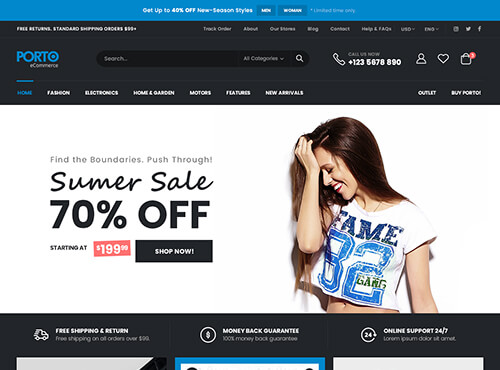 Get Up to 40% OFF New-Season Styles MEN WOMAN * Limited time only.
FREE RETURNS. STANDARD SHIPPING ORDERS $99+ Track Order About Our Stores Blog Contact Help & FAQs USD ENG
PORTO
eCommerce
Search... All Categories
CALL US NOW
+123 5678 890
HOME FASHION ELECTRONICS HOME & GARDEN MOTORS FEATURES NEW ARRIVALS OUTLET BUY PORTO!
Find the Boundaries. Push Through!
Sumer Sale
70% OFF
STARTING AT $199.99 SHOP NOW!
FAME
32
GANG
FREE SHIPPING & RETURN
Free shipping on all orders over $99.
MONEY BACK GUARANTEE
100% money back guarantee
24
ONLINE SUPPORT 24/7
Lorem ipsum dolor sit amet.